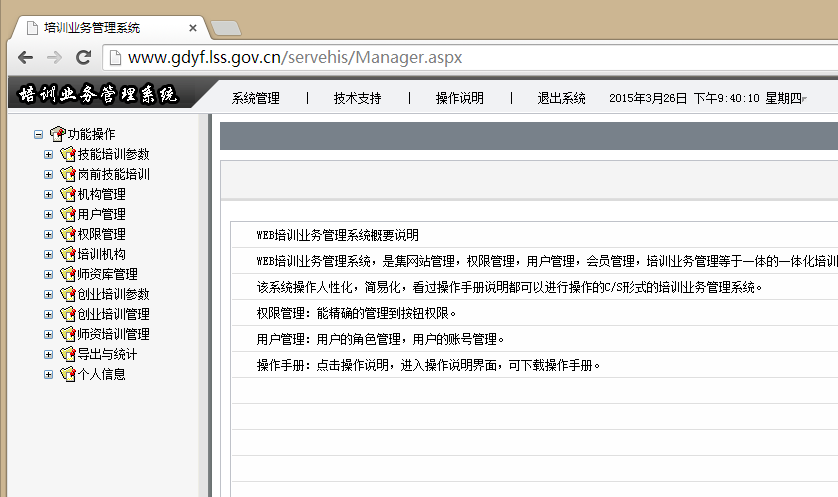 培训业务管理系统
www.gdyf.lss.gov.cn/servehis/Manager.aspx
培训业务管理系统 系统管理 | 技术支持 | 操作说明 | 退出系统 2015年3月26日 下午9:40:10 星期四
功能操作
技能培训参数
岗前技能培训
机构管理
用户管理
权限管理
培训机构
师资库管理
创业培训参数
创业培训管理
师资培训管理
导出与统计
个人信息
WEB培训业务管理系统概要说明
WEB培训业务管理系统，是集网站管理，权限管理，用户管理，会员管理，培训业务管理等于一体的一体化培训
该系统操作人性化，简易化，看过操作手册说明都可以进行操作的C/S形式的培训业务管理系统。
权限管理：能精确的管理到按钮权限。
用户管理：用户的角色管理，用户的账号管理。
操作手册：点击操作说明，进入操作说明界面，可下载操作手册。